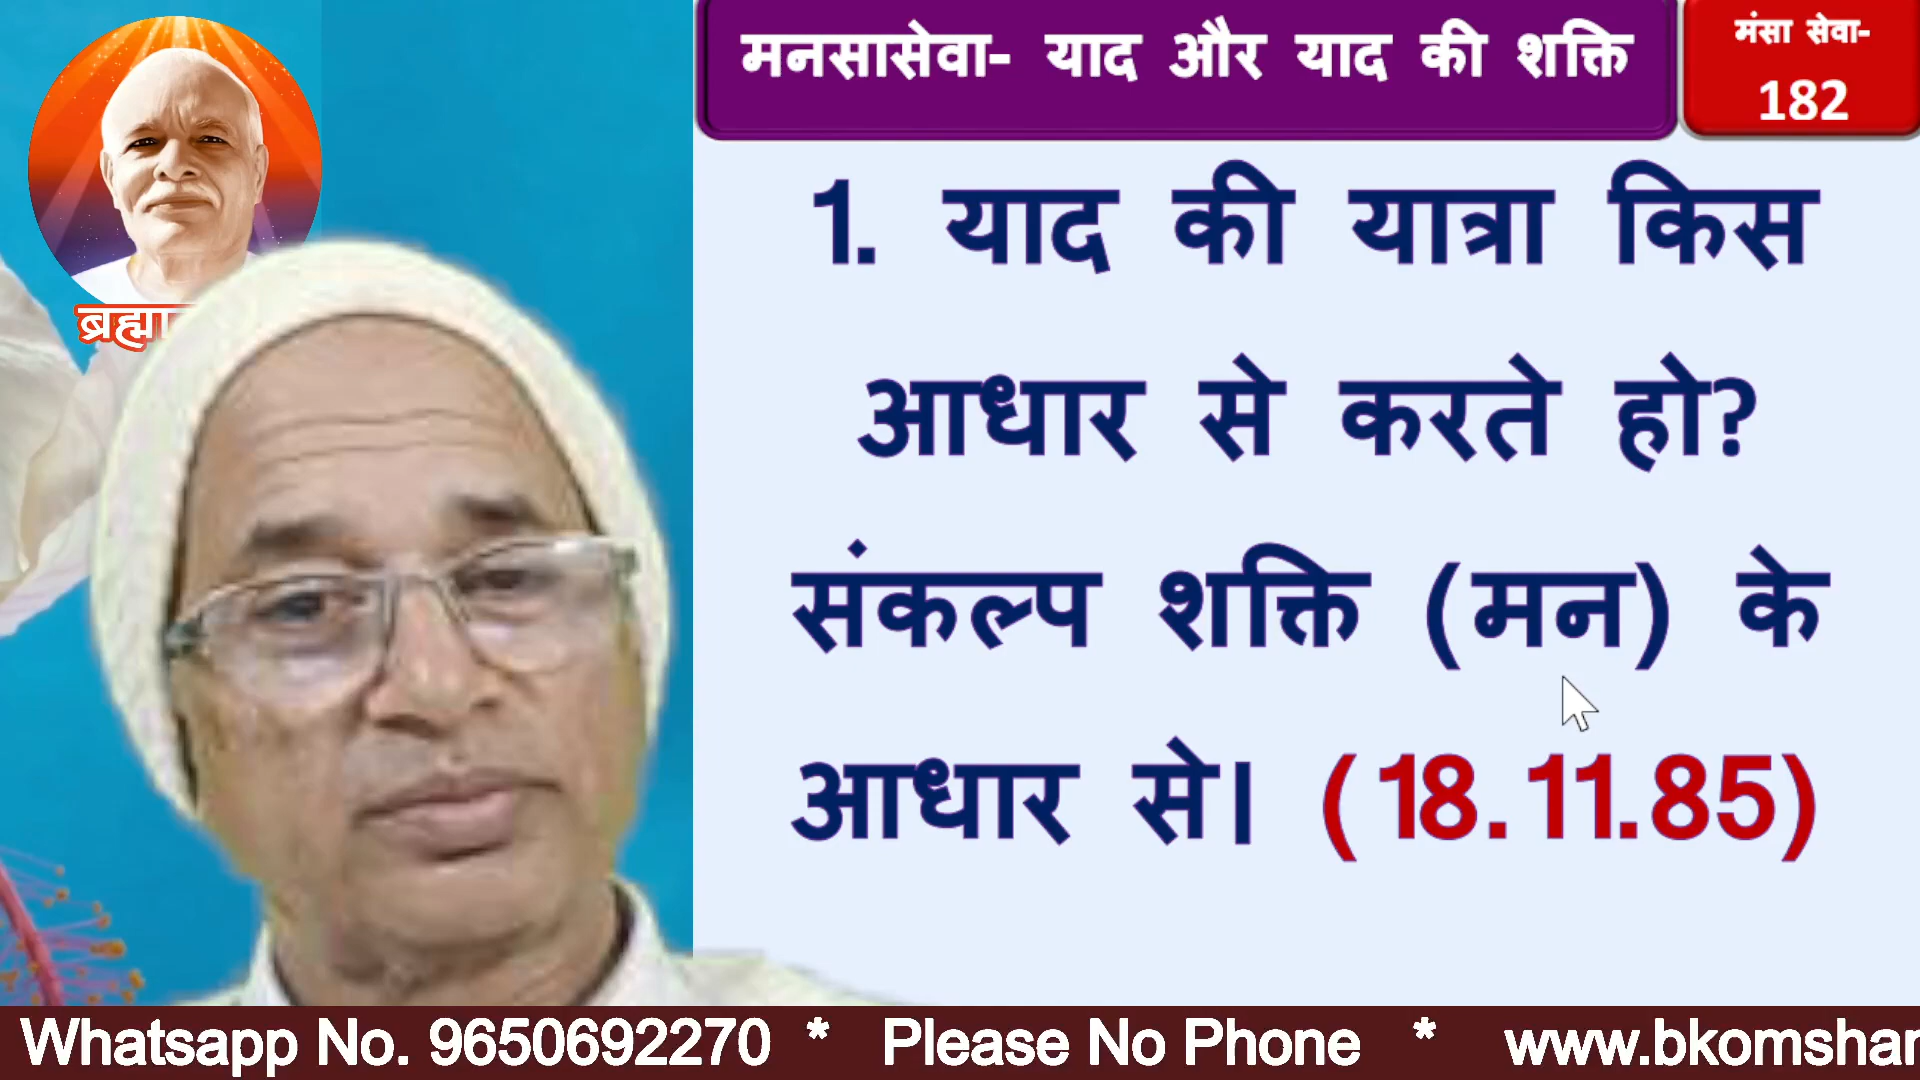 मनसासेवा- याद और याद की शक्ति
मंसा सेवा-
182
1. याद की यात्रा किस
आधार से करते हो?
संकल्प शक्ति (मन) के
आधार से। (18.11.85)
Whatsapp No. 9650692270 * Please No Phone * www.bkomshan